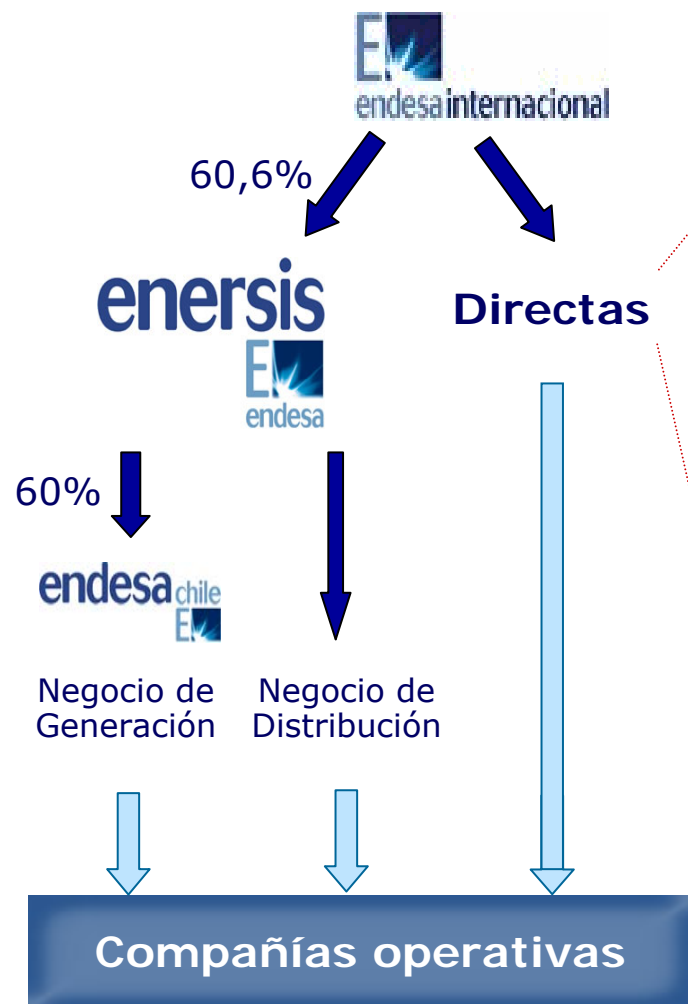 E
endesa internacional
60,6%
enersis
Directas
E
endesa
60%
endesa chile
E
Negocio de
Generación
Negocio de
Distribución
Compañías operativas